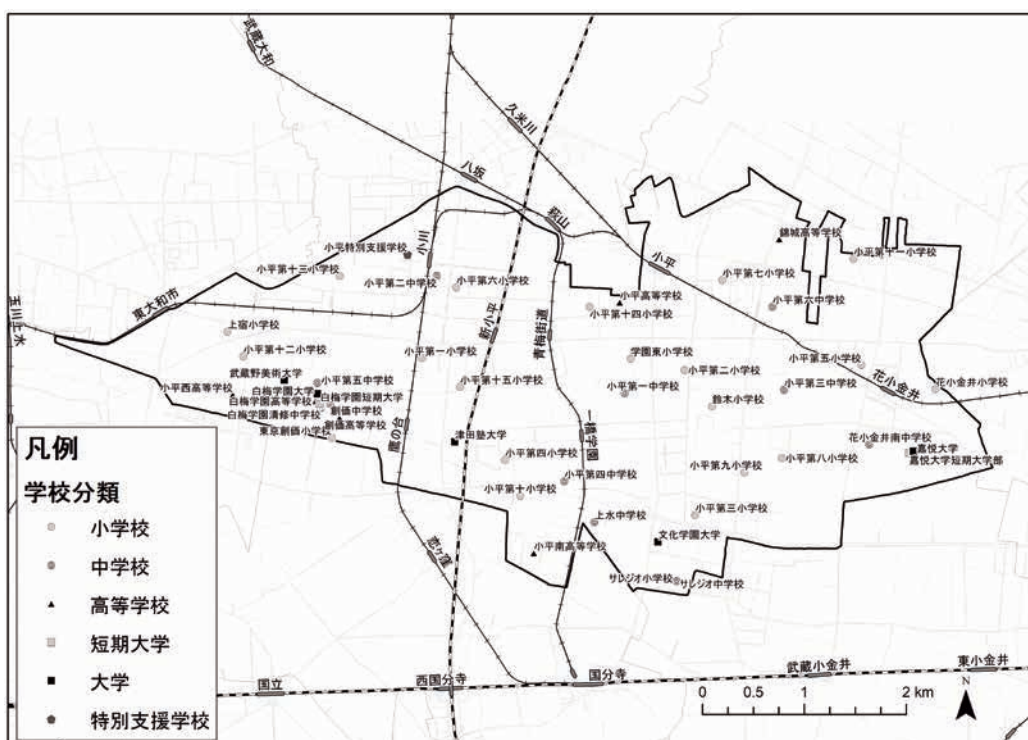 武蔵大和
久米川
八坂
萩山
小川
小平
錦城高等学校
小平第十一小学校
小平特別支援学校
小平第十三小学校
小平第二中学校
小平第六小学校
小平第七小学校
小平高等学校
小平第十四小学校
小平第六中学校
東大和市
玉川上水
新小平
青梅街道
上宿小学校
小平第十二小学校
小平第一小学校
学園東小学校
小平第二小学校
小平第五小学校
花小金井
武蔵野美術大学
小平西高等学校
白梅学園大学
小平第五中学校
小平第十五小学校
小平第一中学校
小平第三中学校
花小金井小学校
白梅学園高等学校
白梅学園短期大学
白梅学園清修中学校
創価中学校
鈴木小学校
東京創価小学校
創価高等学校
鷹の台
一橋学園
津田塾大学
花小金井南中学校
小平第四小学校
小平第八小学校
嘉悦大学
嘉悦大学短期大学部
小平第四中学校
小平第九小学校
小平第十小学校
小平第三小学校
上水中学校
文化学園大学
小平南高等学校
恋ヶ窪
サレジオ小学校
サレジオ中学校
凡例
学校分類
小学校
中学校
高等学校
短期大学
大学
特別支援学校
国立
西国分寺
国分寺
武蔵小金井
東小金井
0 0.5 1 2 km
N